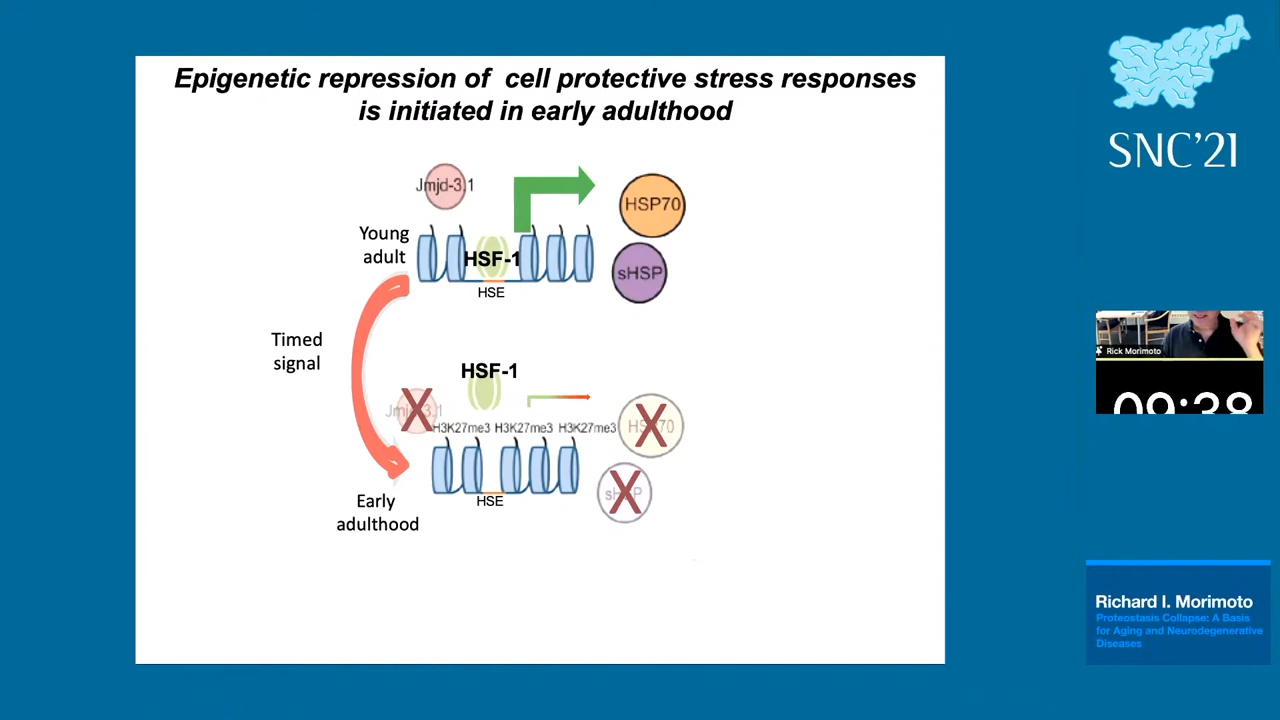 Epigenetic repression of cell protective stress responses
is initiated in early adulthood
Jmjd-3.1
HSP70
Young
adult
HSF-1
sHSP
HSE
Timed
signal
HSF-1
Jmjd-3.1
H3K27me3 H3K27me3 H3K27me3
HSP70
X
X
sHSP
X
HSE
Early
adulthood
SNC'21
Rick Morimoto
09:38
Richard I. Morimoto
Proteostasis Collapse: A Basis
for Aging and Neurodegenerative
Diseases